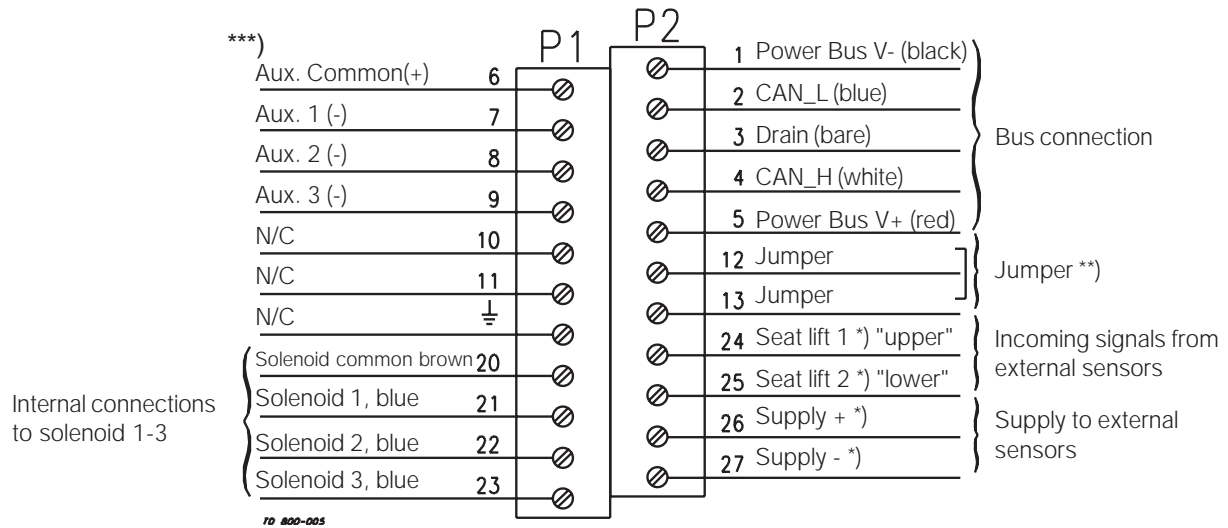 ***)
P1
P2
Aux. Common(+) 6
Aux. 1 (-) 7
Aux. 2 (-) 8
Aux. 3 (-) 9
N/C 10
N/C 11
N/C
Solenoid common brown 20
Solenoid 1, blue 21
Solenoid 2, blue 22
Solenoid 3, blue 23
Internal connections
to solenoid 1-3
TD 800-005
1 Power Bus V- (black)
2 CAN_L (blue)
3 Drain (bare)
4 CAN_H (white)
5 Power Bus V+ (red)
Bus connection
12 Jumper
13 Jumper
Jumper **)
24 Seat lift 1 *) "upper"
25 Seat lift 2 *) "lower"
Incoming signals from
external sensors
26 Supply + *)
27 Supply - *)
Supply to external
sensors